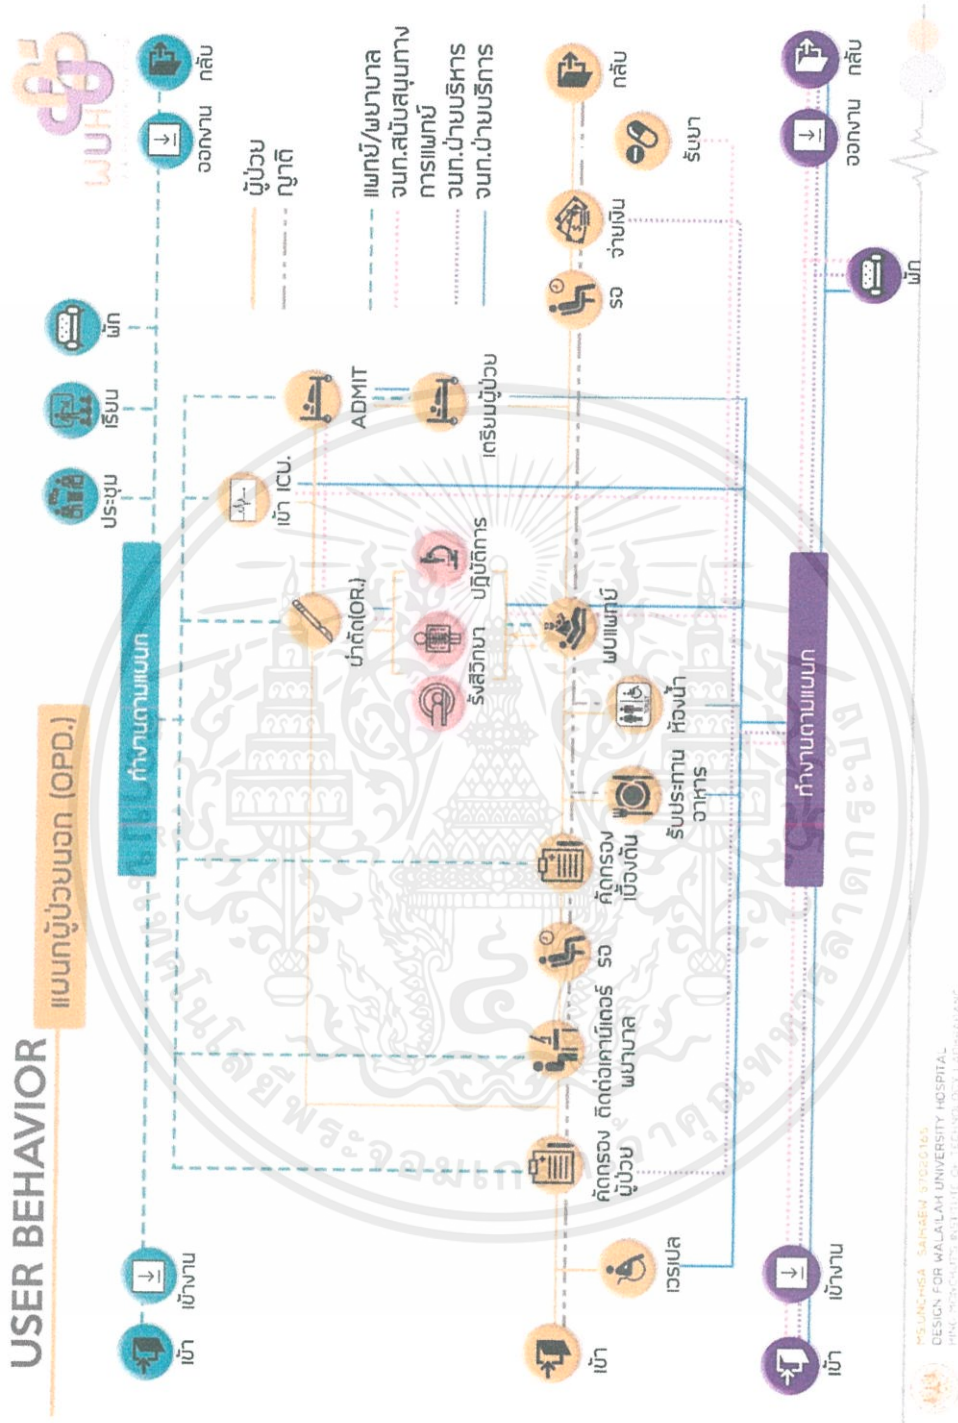 USER BEHAVIOR
แผนกผู้ป่วยนอก (OPD.)
ผู้ป่วย
ญาติ
แพทย์/พยาบาล
จนท.สนับสนุนทาง
การแพทย์
จนท.ฝ่ายบริหาร
จนท.ฝ่ายบริการ
ประชุม
เรียน
พัก
เข้า
เข้างาน
ทำงานตามแผนก
ออกงาน
กลับ
ผ่าตัด(OR.)
เข้า ICU.
ADMIT
รังสีวิทยา
ปฏิบัติการ
เตรียมผู้ป่วย
เข้า
เวรเปล
คัดกรอง
ผู้ป่วย
ติดต่อเคาน์เตอร์
พยาบาล
รอ
คัดกรอง
เบื้องต้น
รับประทาน
อาหาร
ห้องน้ำ
พบแพทย์
รอ
จ่ายเงิน
รับยา
กลับ
เข้า
เข้างาน
ทำงานตามแผนก
พัก
ออกงาน
กลับ
DESIGN FOR WALAILAH UNIVERSITY HOSPITAL